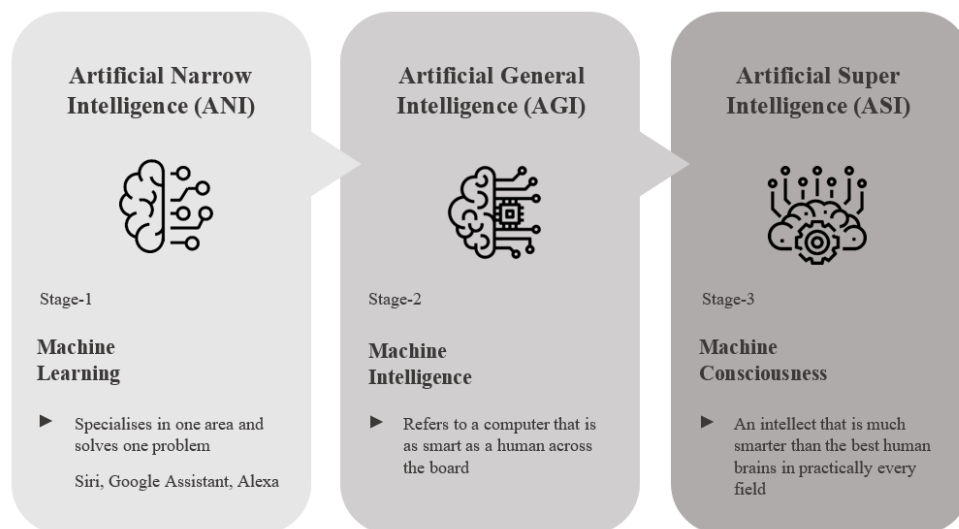 Artificial Narrow
Intelligence (ANI)
Stage-1
Machine
Learning
► Specialises in one area and
solves one problem
Siri, Google Assistant, Alexa
Artificial General
Intelligence (AGI)
Stage-2
Machine
Intelligence
► Refers to a computer that is
as smart as a human across
the board
Artificial Super
Intelligence (ASI)
Stage-3
Machine
Consciousness
► An intellect that is much
smarter than the best human
brains in practically every
field